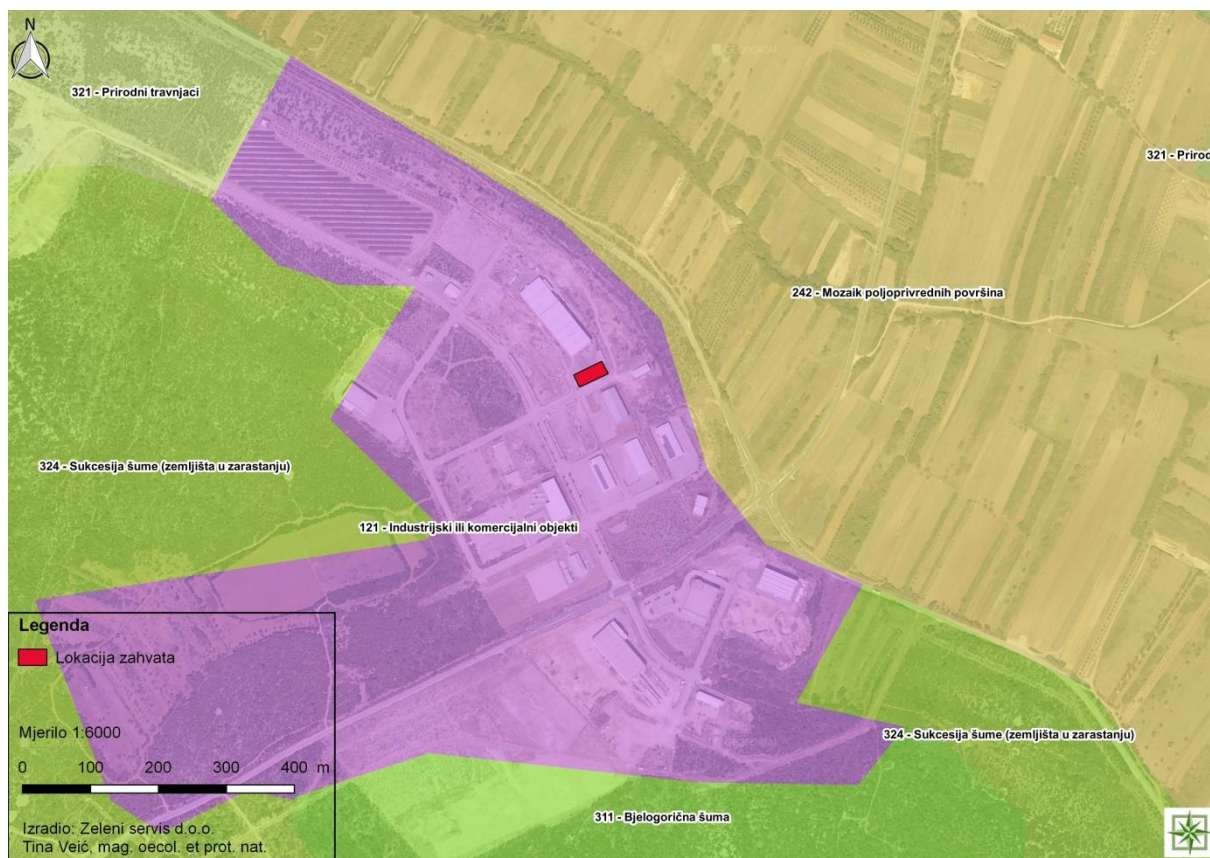 N
321 - Prirodni travnjaci
321 - Prirod
242 - Mozaik poljoprivrednih površina
324 - Sukcesija šume (zemljišta u zarastanju)
121 - Industrijski ili komercijalni objekti
Legenda
Lokacija zahvata
Mjerilo 1:6000
0 100 200 300 400 m
324 - Sukcesija šume (zemljišta u zarastanju)
311 - Bjelogorična šuma
Izradio: Zeleni servis d.o.o.
Tina Veić, mag. oecol. et prot. nat.